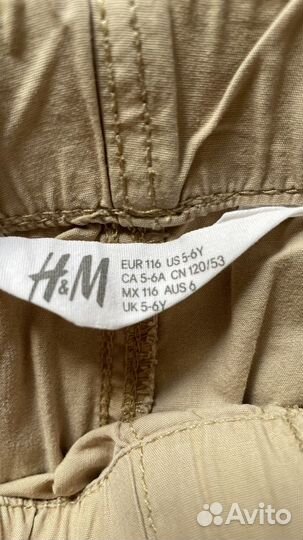 H&M
EUR 116 US 5-6Y
CA 5-6A CN 120/53
MX 116 AUS 6
UK 5-6Y
Avito